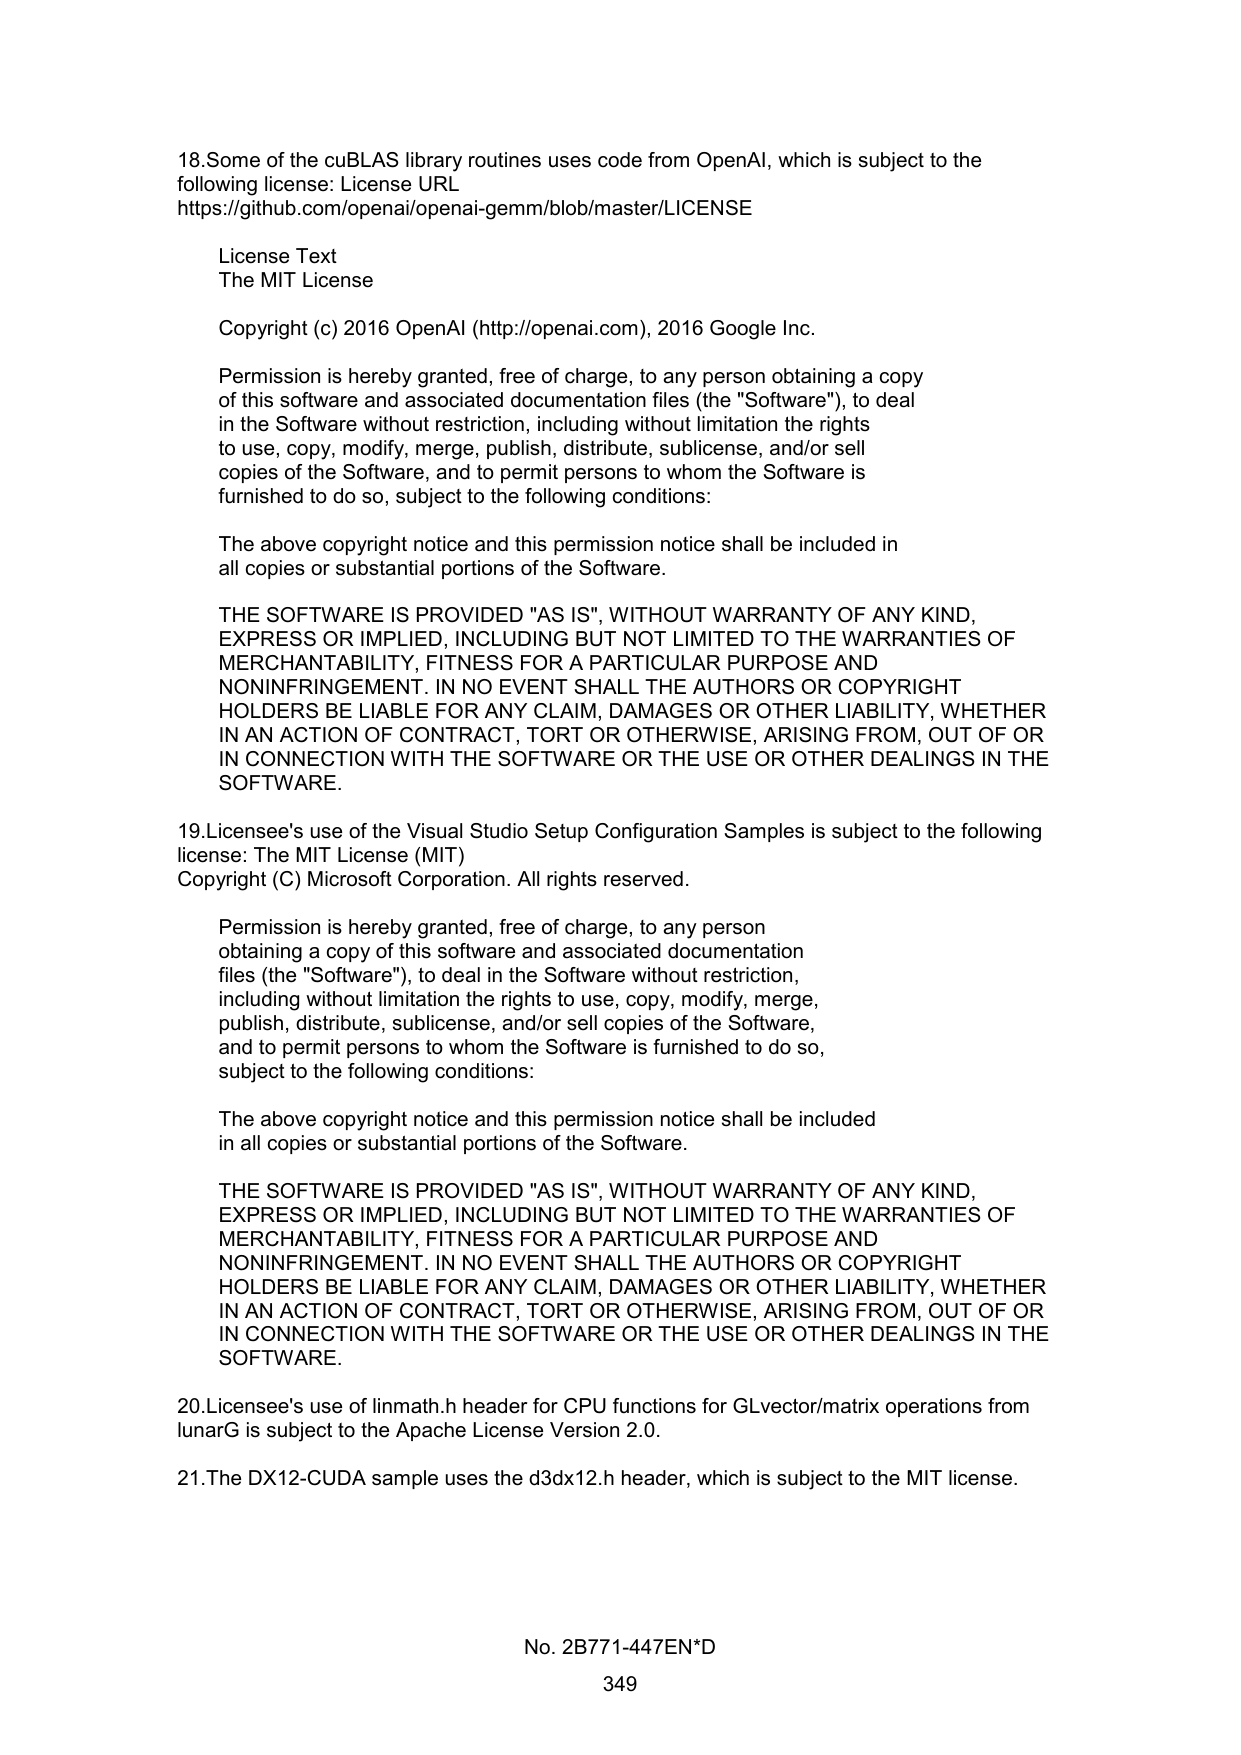 18.Some of the cuBLAS library routines uses code from OpenAI, which is subject to the
following license: License URL
https://github.com/openai/openai-gemm/blob/master/LICENSE
License Text
The MIT License
Copyright (c) 2016 OpenAI (http://openai.com), 2016 Google Inc.
Permission is hereby granted, free of charge, to any person obtaining a copy
of this software and associated documentation files (the "Software"), to deal
in the Software without restriction, including without limitation the rights
to use, copy, modify, merge, publish, distribute, sublicense, and/or sell
copies of the Software, and to permit persons to whom the Software is
furnished to do so, subject to the following conditions:
The above copyright notice and this permission notice shall be included in
all copies or substantial portions of the Software.
THE SOFTWARE IS PROVIDED "AS IS", WITHOUT WARRANTY OF ANY KIND,
EXPRESS OR IMPLIED, INCLUDING BUT NOT LIMITED TO THE WARRANTIES OF
MERCHANTABILITY, FITNESS FOR A PARTICULAR PURPOSE AND
NONINFRINGEMENT. IN NO EVENT SHALL THE AUTHORS OR COPYRIGHT
HOLDERS BE LIABLE FOR ANY CLAIM, DAMAGES OR OTHER LIABILITY, WHETHER
IN AN ACTION OF CONTRACT, TORT OR OTHERWISE, ARISING FROM, OUT OF OR
IN CONNECTION WITH THE SOFTWARE OR THE USE OR OTHER DEALINGS IN THE
SOFTWARE.
19.Licensee's use of the Visual Studio Setup Configuration Samples is subject to the following
license: The MIT License (MIT)
Copyright (C) Microsoft Corporation. All rights reserved.
Permission is hereby granted, free of charge, to any person
obtaining a copy of this software and associated documentation
files (the "Software"), to deal in the Software without restriction,
including without limitation the rights to use, copy, modify, merge,
publish, distribute, sublicense, and/or sell copies of the Software,
and to permit persons to whom the Software is furnished to do so,
subject to the following conditions:
The above copyright notice and this permission notice shall be included
in all copies or substantial portions of the Software.
THE SOFTWARE IS PROVIDED "AS IS", WITHOUT WARRANTY OF ANY KIND,
EXPRESS OR IMPLIED, INCLUDING BUT NOT LIMITED TO THE WARRANTIES OF
MERCHANTABILITY, FITNESS FOR A PARTICULAR PURPOSE AND
NONINFRINGEMENT. IN NO EVENT SHALL THE AUTHORS OR COPYRIGHT
HOLDERS BE LIABLE FOR ANY CLAIM, DAMAGES OR OTHER LIABILITY, WHETHER
IN AN ACTION OF CONTRACT, TORT OR OTHERWISE, ARISING FROM, OUT OF OR
IN CONNECTION WITH THE SOFTWARE OR THE USE OR OTHER DEALINGS IN THE
SOFTWARE.
20.Licensee's use of linmath.h header for CPU functions for GLvector/matrix operations from
lunarG is subject to the Apache License Version 2.0.
21.The DX12-CUDA sample uses the d3dx12.h header, which is subject to the MIT license.
No. 2B771-447EN*D
349